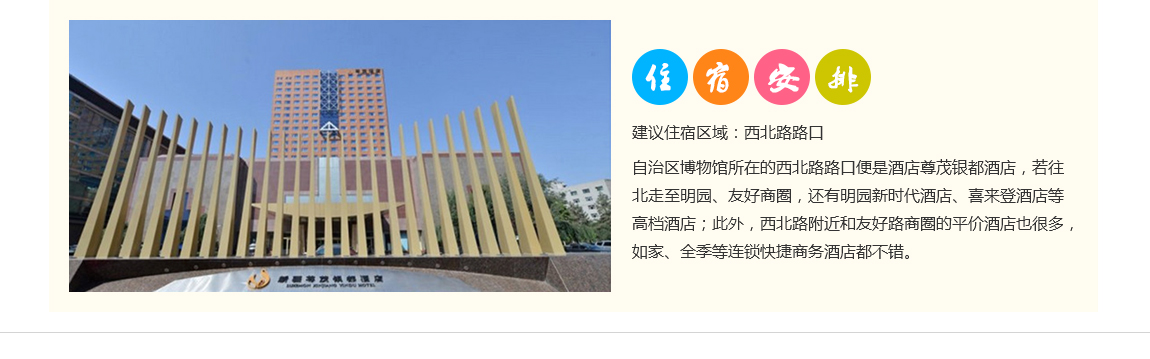 住宿安排
建议住宿区域：西北路路口
自治区博物馆所在的西北路路口便是酒店尊茂银都酒店，若往
北走至明园、友好商圈，还有明园新时代酒店、喜来登酒店等
高档酒店；此外，西北路附近和友好路商圈的平价酒店也很多，
如家、全季等连锁快捷商务酒店都不错。